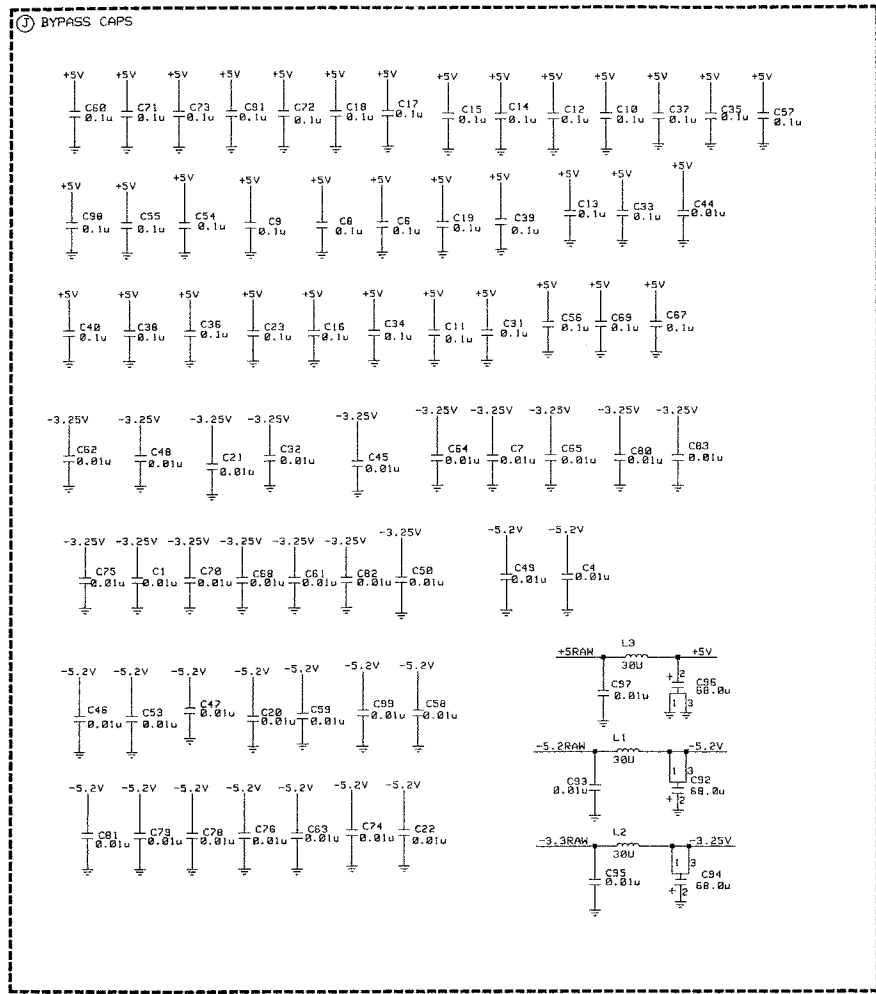 J BYPASS CAPS
+5V +5V +5V +5V +5V +5V +5V +5V +5V +5V +5V +5V +5V +5V
C60 C71 C73 C91 C72 C18 C17 C15 C14 C12 C10 C37 C35 C57
0.1u 0.1u 0.1u 0.1u 0.1u 0.1u 0.1u 0.1u 0.1u 0.1u 0.1u 0.1u 0.1u 0.1u
+5V +5V +5V +5V +5V +5V +5V +5V +5V +5V +5V
C98 C55 C54 C9 C8 C6 C19 C39 C13 C33 C44
0.1u 0.1u 0.1u 0.1u 0.1u 0.1u 0.1u 0.1u 0.1u 0.1u 0.01u
+5V +5V +5V +5V +5V +5V +5V +5V +5V +5V +5V
C40 C38 C36 C23 C16 C34 C11 C31 C56 C69 C67
0.1u 0.1u 0.1u 0.1u 0.1u 0.1u 0.1u 0.1u 0.1u 0.1u 0.1u
-3.25V -3.25V -3.25V -3.25V -3.25V -3.25V -3.25V -3.25V -3.25V -3.25V
C62 C48 C21 C32 C45 C64 C7 C65 C80 C83
0.01u 0.01u 0.01u 0.01u 0.01u 0.01u 0.01u 0.01u 0.01u 0.01u
-3.25V -3.25V -3.25V -3.25V -3.25V -3.25V -3.25V -5.2V -5.2V
C75 C1 C70 C68 C61 C82 C50 C49 C4
0.01u 0.01u 0.01u 0.01u 0.01u 0.01u 0.01u 0.01u 0.01u
-5.2V -5.2V -5.2V -5.2V -5.2V -5.2V -5.2V
C46 C53 C47 C20 C59 C99 C58
0.01u 0.01u 0.01u 0.01u 0.01u 0.01u 0.01u
-5.2V -5.2V -5.2V -5.2V -5.2V -5.2V -5.2V
C81 C79 C78 C76 C63 C74 C22
0.01u 0.01u 0.01u 0.01u 0.01u 0.01u 0.01u
+5RAW L3 +5V
30U
C97 + 2 C96
0.01u 1 3 68.0u
-5.2RAW L1 -5.2V
30U
C93 1 3 C92
0.01u + 2 68.0u
-3.3RAW L2 -3.25V
30U
C95 1 3 C94
0.01u + 2 68.0u